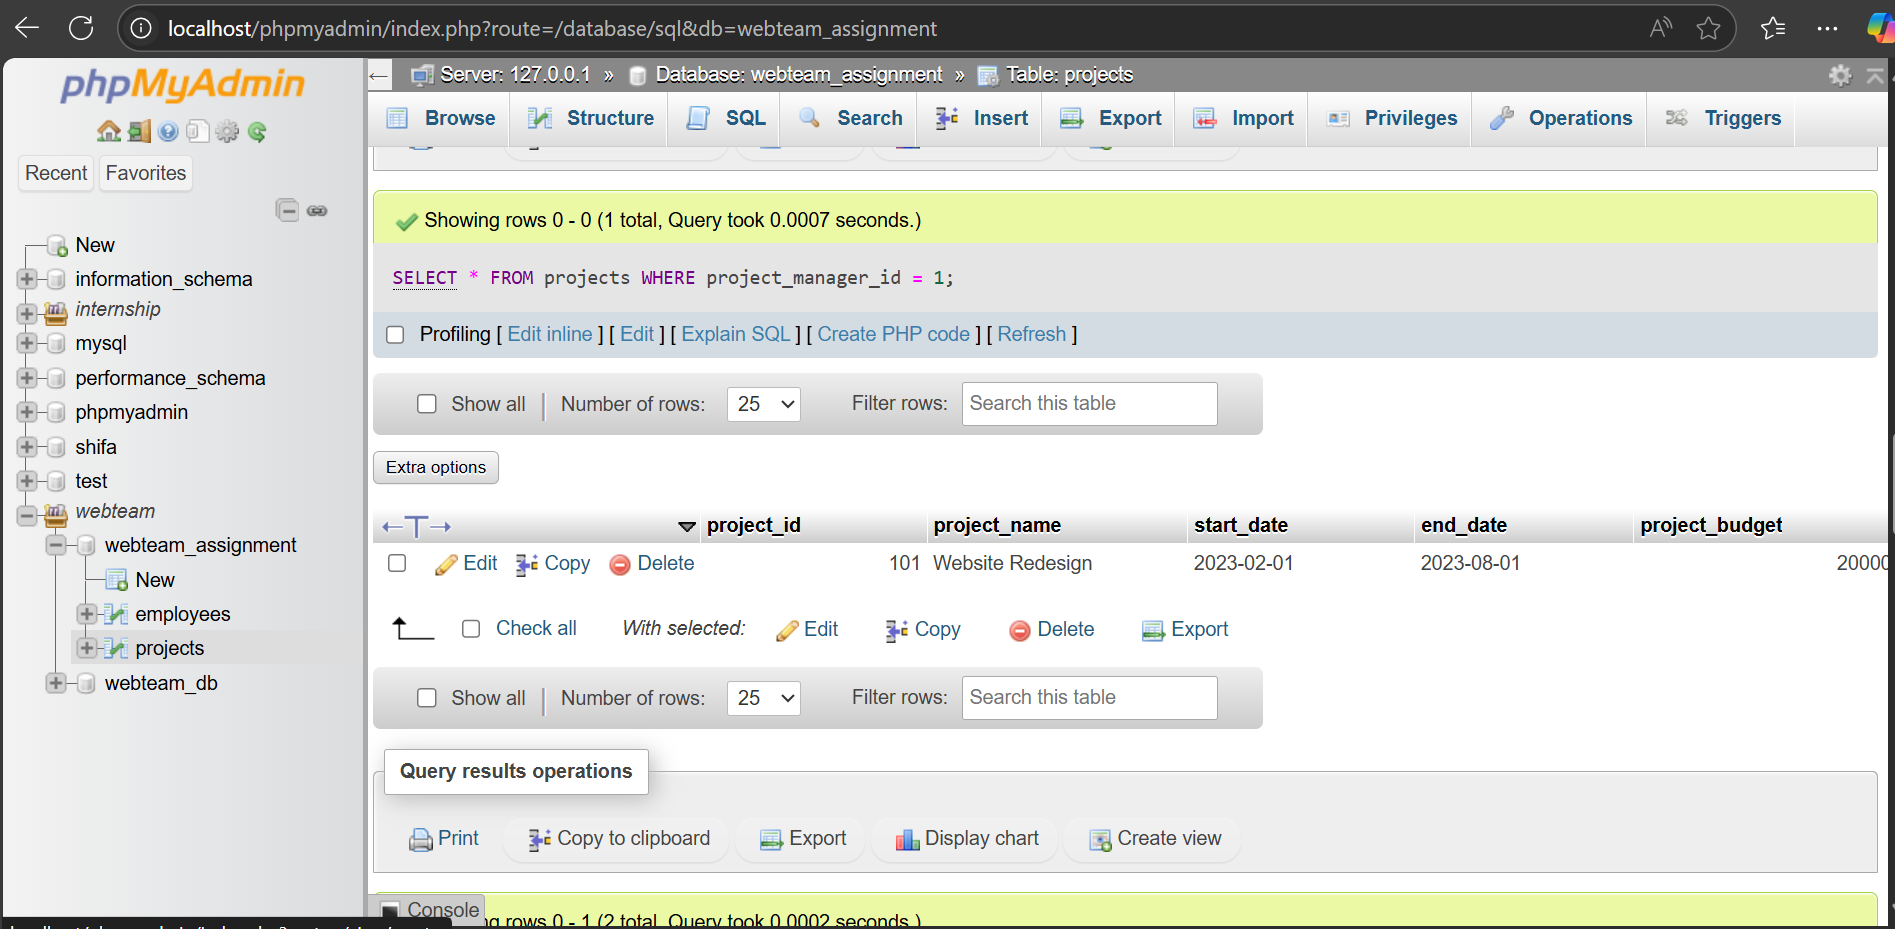 localhost/phpmyadmin/index.php?route=/database/sql&db=webteam_assignment
phpMyAdmin
Recent Favorites
New
information_schema
internship
mysql
performance_schema
phpmyadmin
shifa
test
webteam
webteam_assignment
New
employees
projects
webteam_db
Server: 127.0.0.1 » Database: webteam_assignment » Table: projects
Browse Structure SQL Search Insert Export Import Privileges Operations Triggers
Showing rows 0 - 0 (1 total, Query took 0.0007 seconds.)
SELECT * FROM projects WHERE project_manager_id = 1;
Profiling [ Edit inline ] [ Edit ] [ Explain SQL ] [ Create PHP code ] [ Refresh ]
Show all Number of rows: 25 Filter rows: Search this table
Extra options
project_id project_name start_date end_date project_budget
Edit Copy Delete 101 Website Redesign 2023-02-01 2023-08-01 20000
Check all With selected: Edit Copy Delete Export
Show all Number of rows: 25 Filter rows: Search this table
Query results operations
Print Copy to clipboard Export Display chart Create view
Console
rows 0 - 1 (2 total, Query took 0.0002 seconds.)